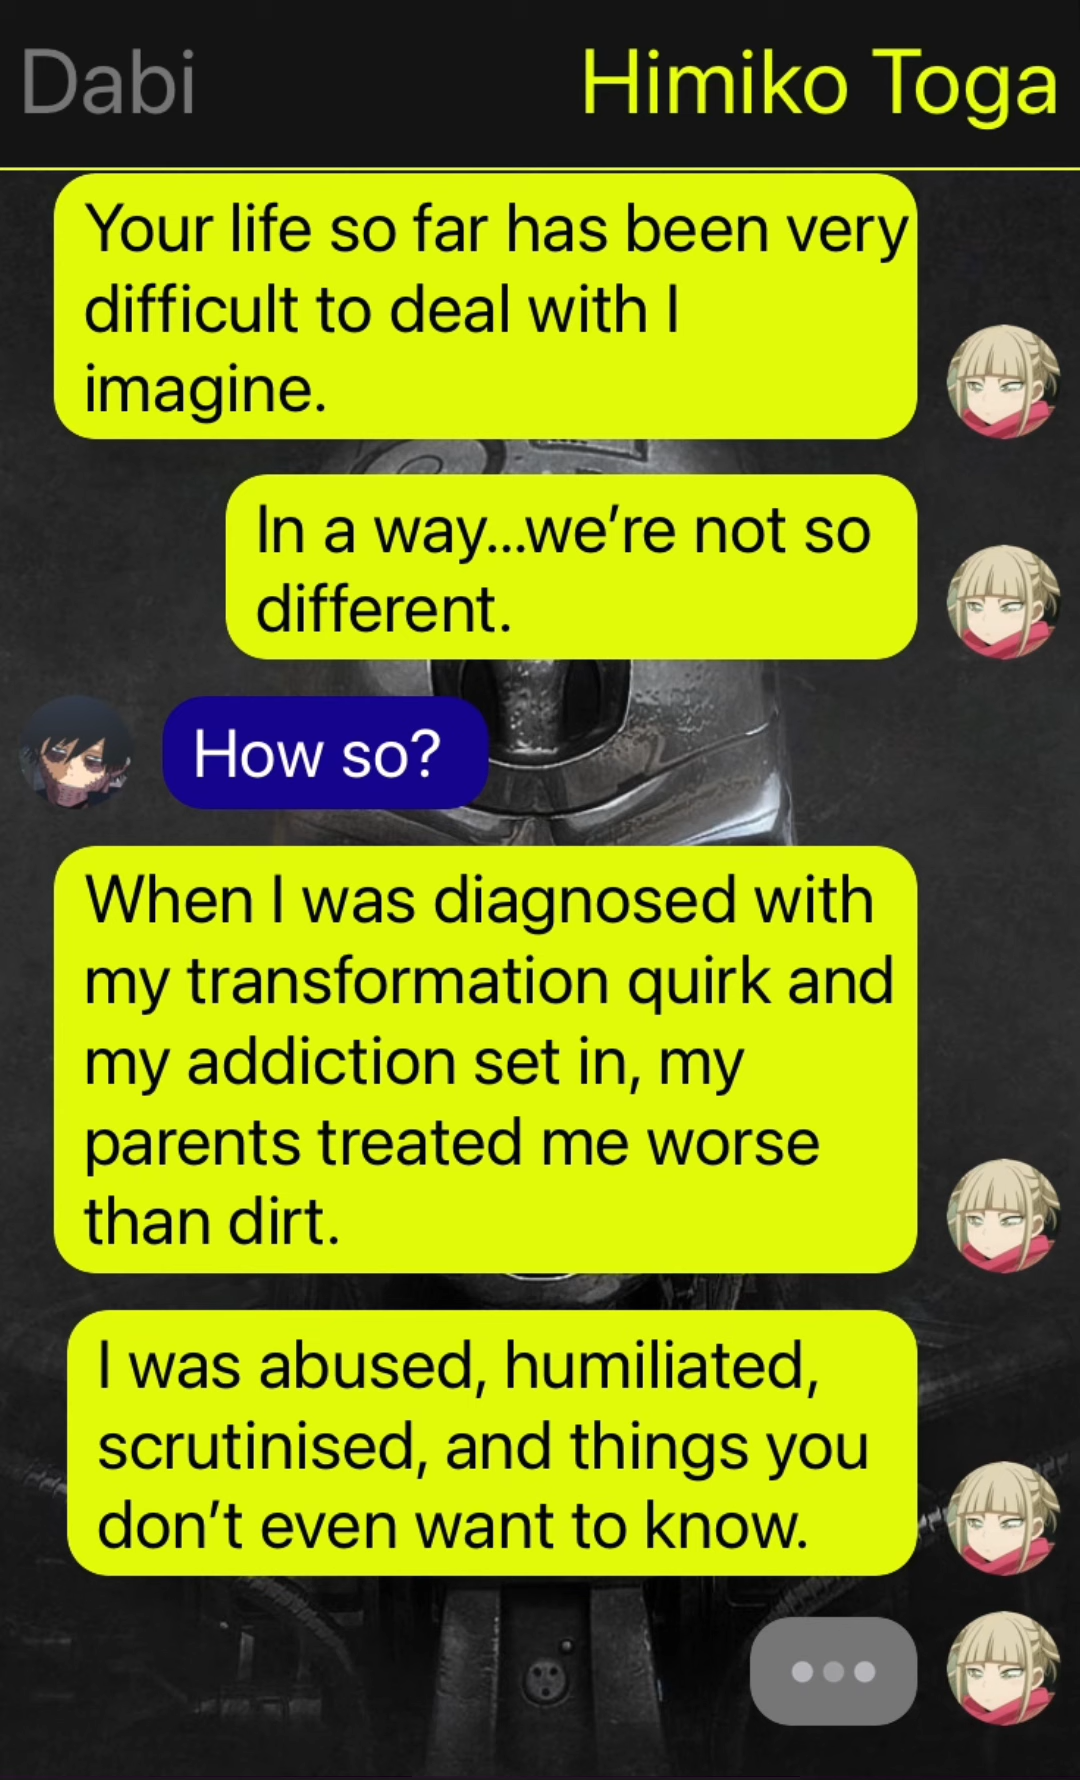 Dabi
Himiko Toga
Your life so far has been very
difficult to deal with I
imagine.
In a way...we’re not so
different.
How so?
When I was diagnosed with
my transformation quirk and
my addiction set in, my
parents treated me worse
than dirt.
I was abused, humiliated,
scrutinised, and things you
don’t even want to know.